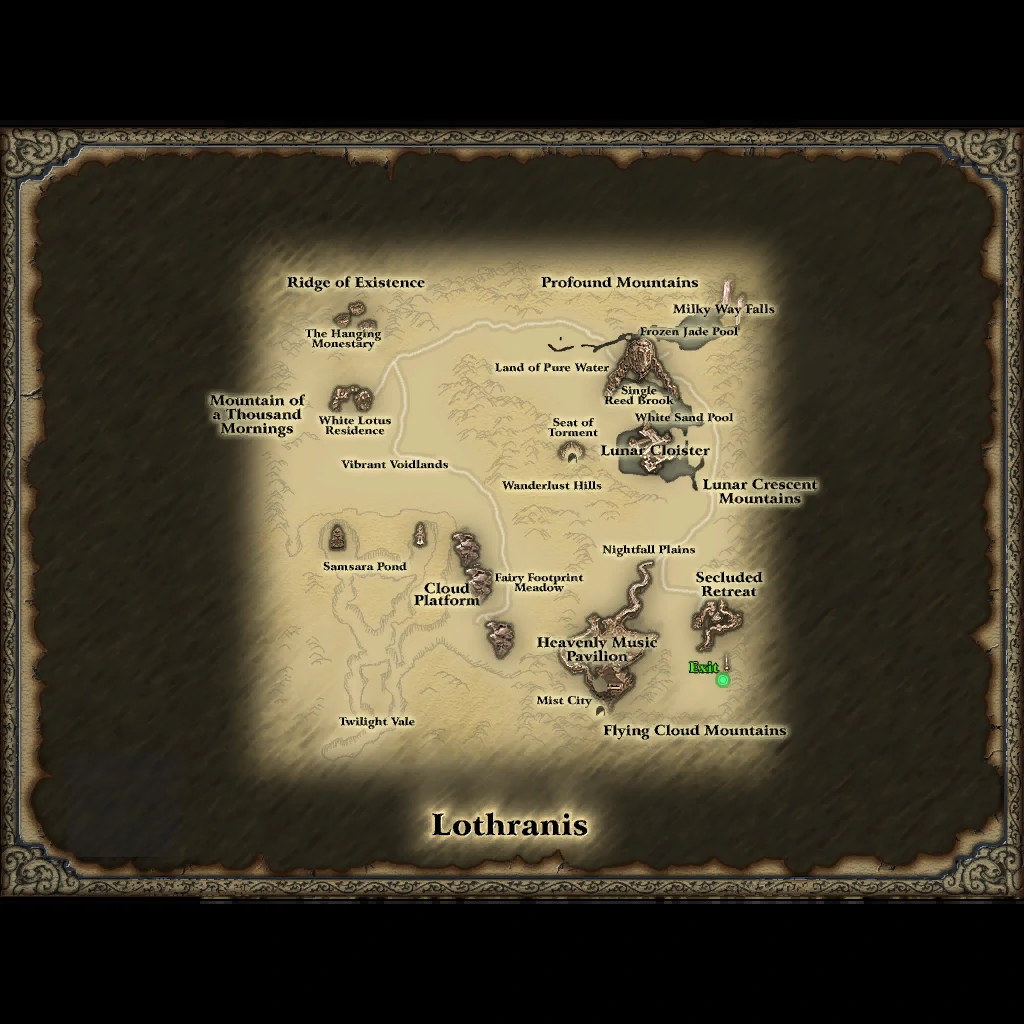 Ridge of Existence
Profound Mountains
Milky Way Falls
The Hanging
Monestary
Frozen Jade Pool
Land of Pure Water
Single
Reed Brook
Mountain of
a Thousand
Mornings
White Lotus
Residence
White Sand Pool
Seat of
Torment
Lunar Cloister
Vibrant Voidlands
Wanderlust Hills
Lunar Crescent
Mountains
Nightfall Plains
Samsara Pond
Fairy Footprint
Meadow
Cloud
Platform
Secluded
Retreat
Heavenly Music
Pavilion
Exit
Mist City
Twilight Vale
Flying Cloud Mountains
Lothranis